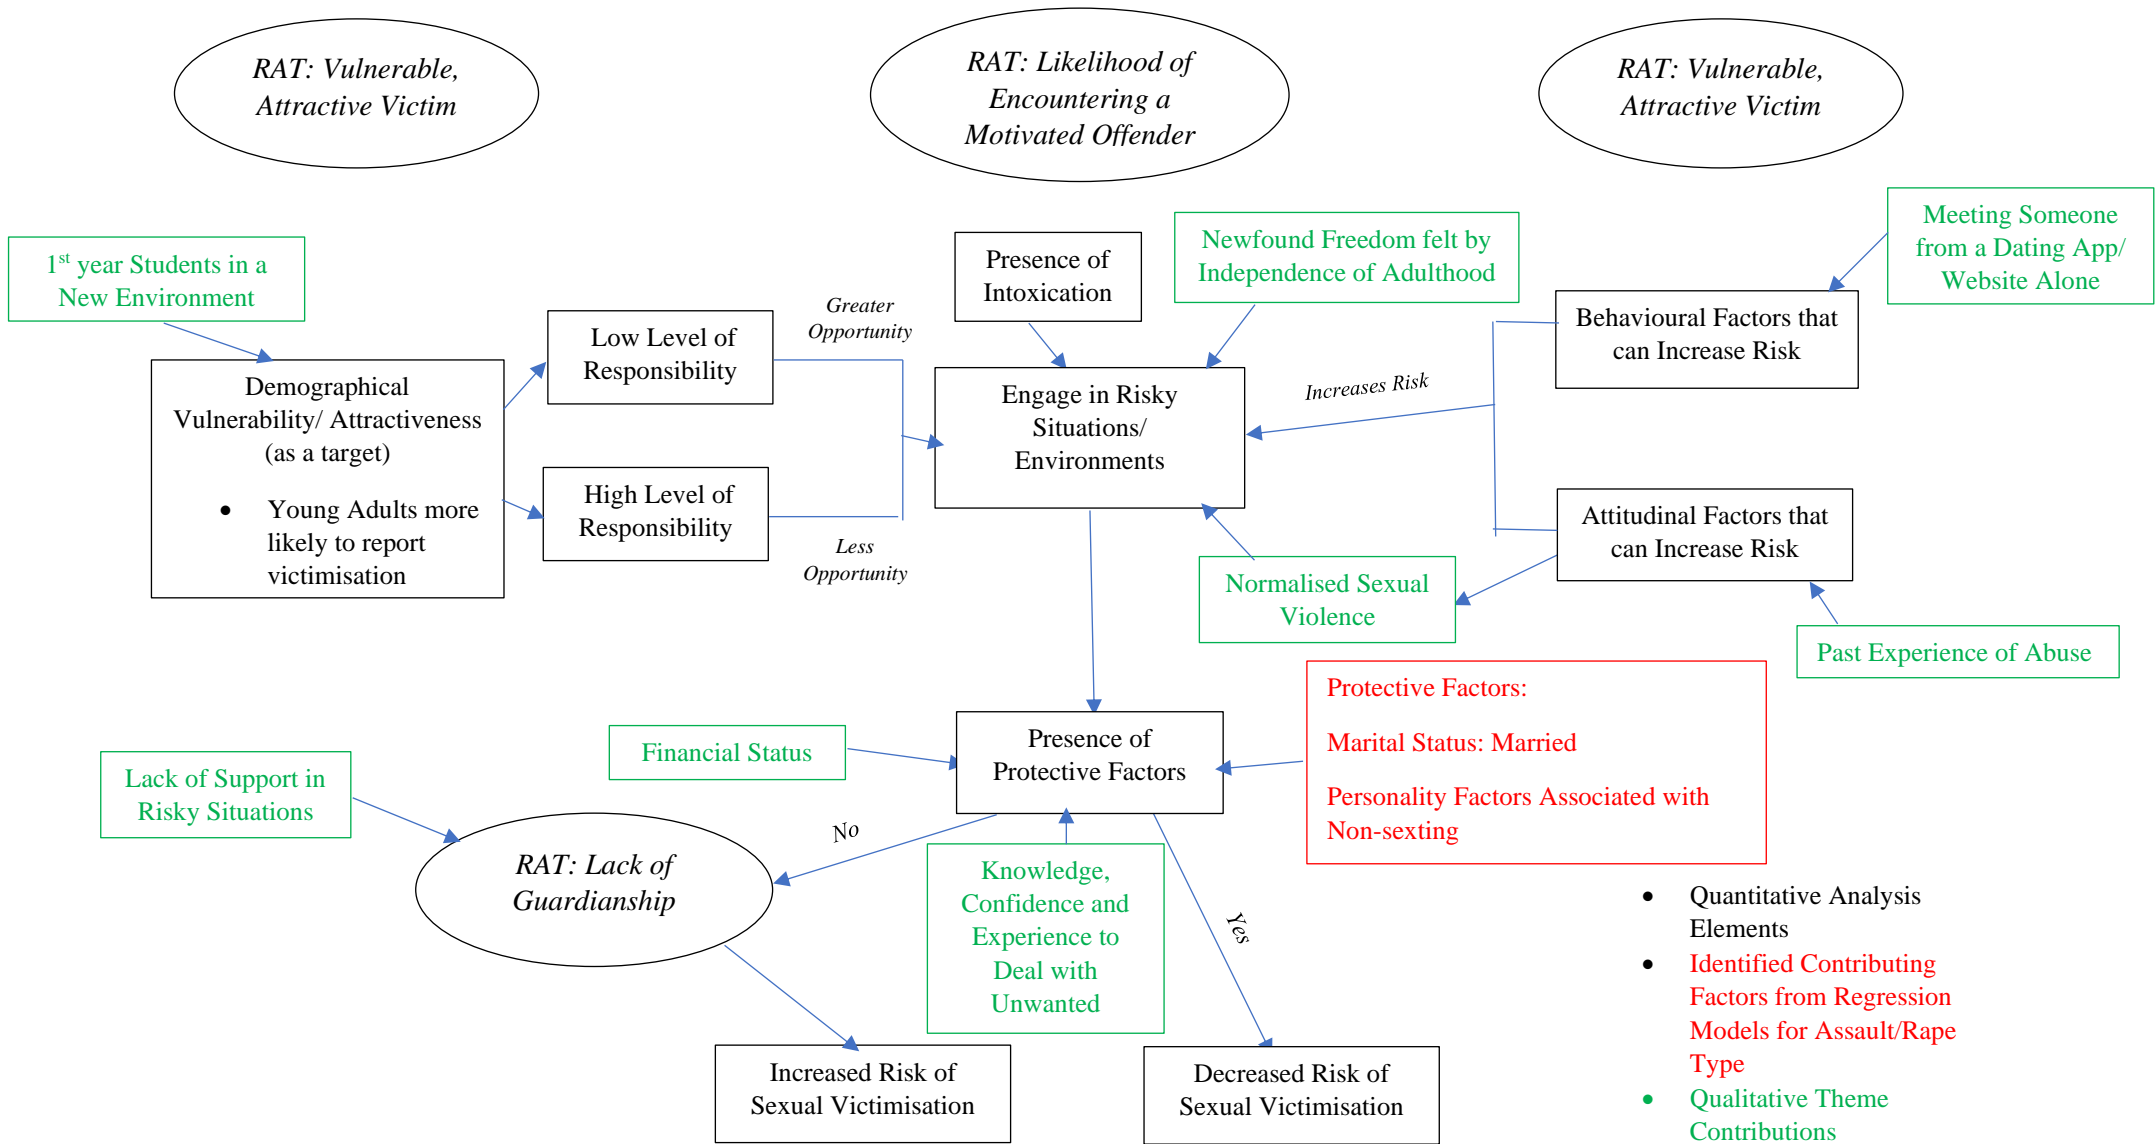 RAT: Vulnerable,
Attractive Victim
RAT: Likelihood of
Encountering a
Motivated Offender
RAT: Vulnerable,
Attractive Victim
1st year Students in a
New Environment
Presence of
Intoxication
Newfound Freedom felt by
Independence of Adulthood
Meeting Someone
from a Dating App/
Website Alone
Low Level of
Responsibility
Greater
Opportunity
Behavioural Factors that
can Increase Risk
Demographical
Vulnerability/ Attractiveness
(as a target)
• Young Adults more
likely to report
victimisation
Engage in Risky
Situations/
Environments
Increases Risk
High Level of
Responsibility
Less
Opportunity
Attitudinal Factors that
can Increase Risk
Normalised Sexual
Violence
Past Experience of Abuse
Protective Factors:
Marital Status: Married
Personality Factors Associated with
Non-sexting
Financial Status
Presence of
Protective Factors
Lack of Support in
Risky Situations
No
Yes
RAT: Lack of
Guardianship
Knowledge,
Confidence and
Experience to
Deal with
Unwanted
Increased Risk of
Sexual Victimisation
Decreased Risk of
Sexual Victimisation
• Quantitative Analysis
Elements
• Identified Contributing
Factors from Regression
Models for Assault/Rape
Type
• Qualitative Theme
Contributions